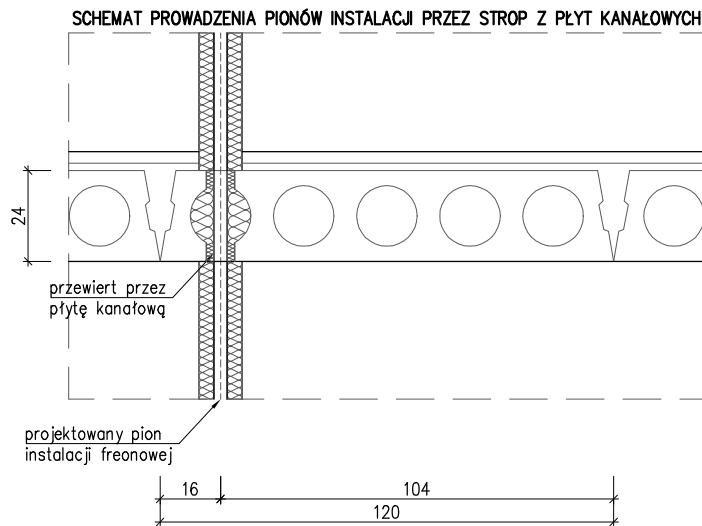 SCHEMAT PROWADZENIA PIONÓW INSTALACJI PRZEZ STROP Z PŁYT KANAŁOWYCH
24
przewiert przez
płytę kanałową
projektowany pion
instalacji freonowej
16
104
120